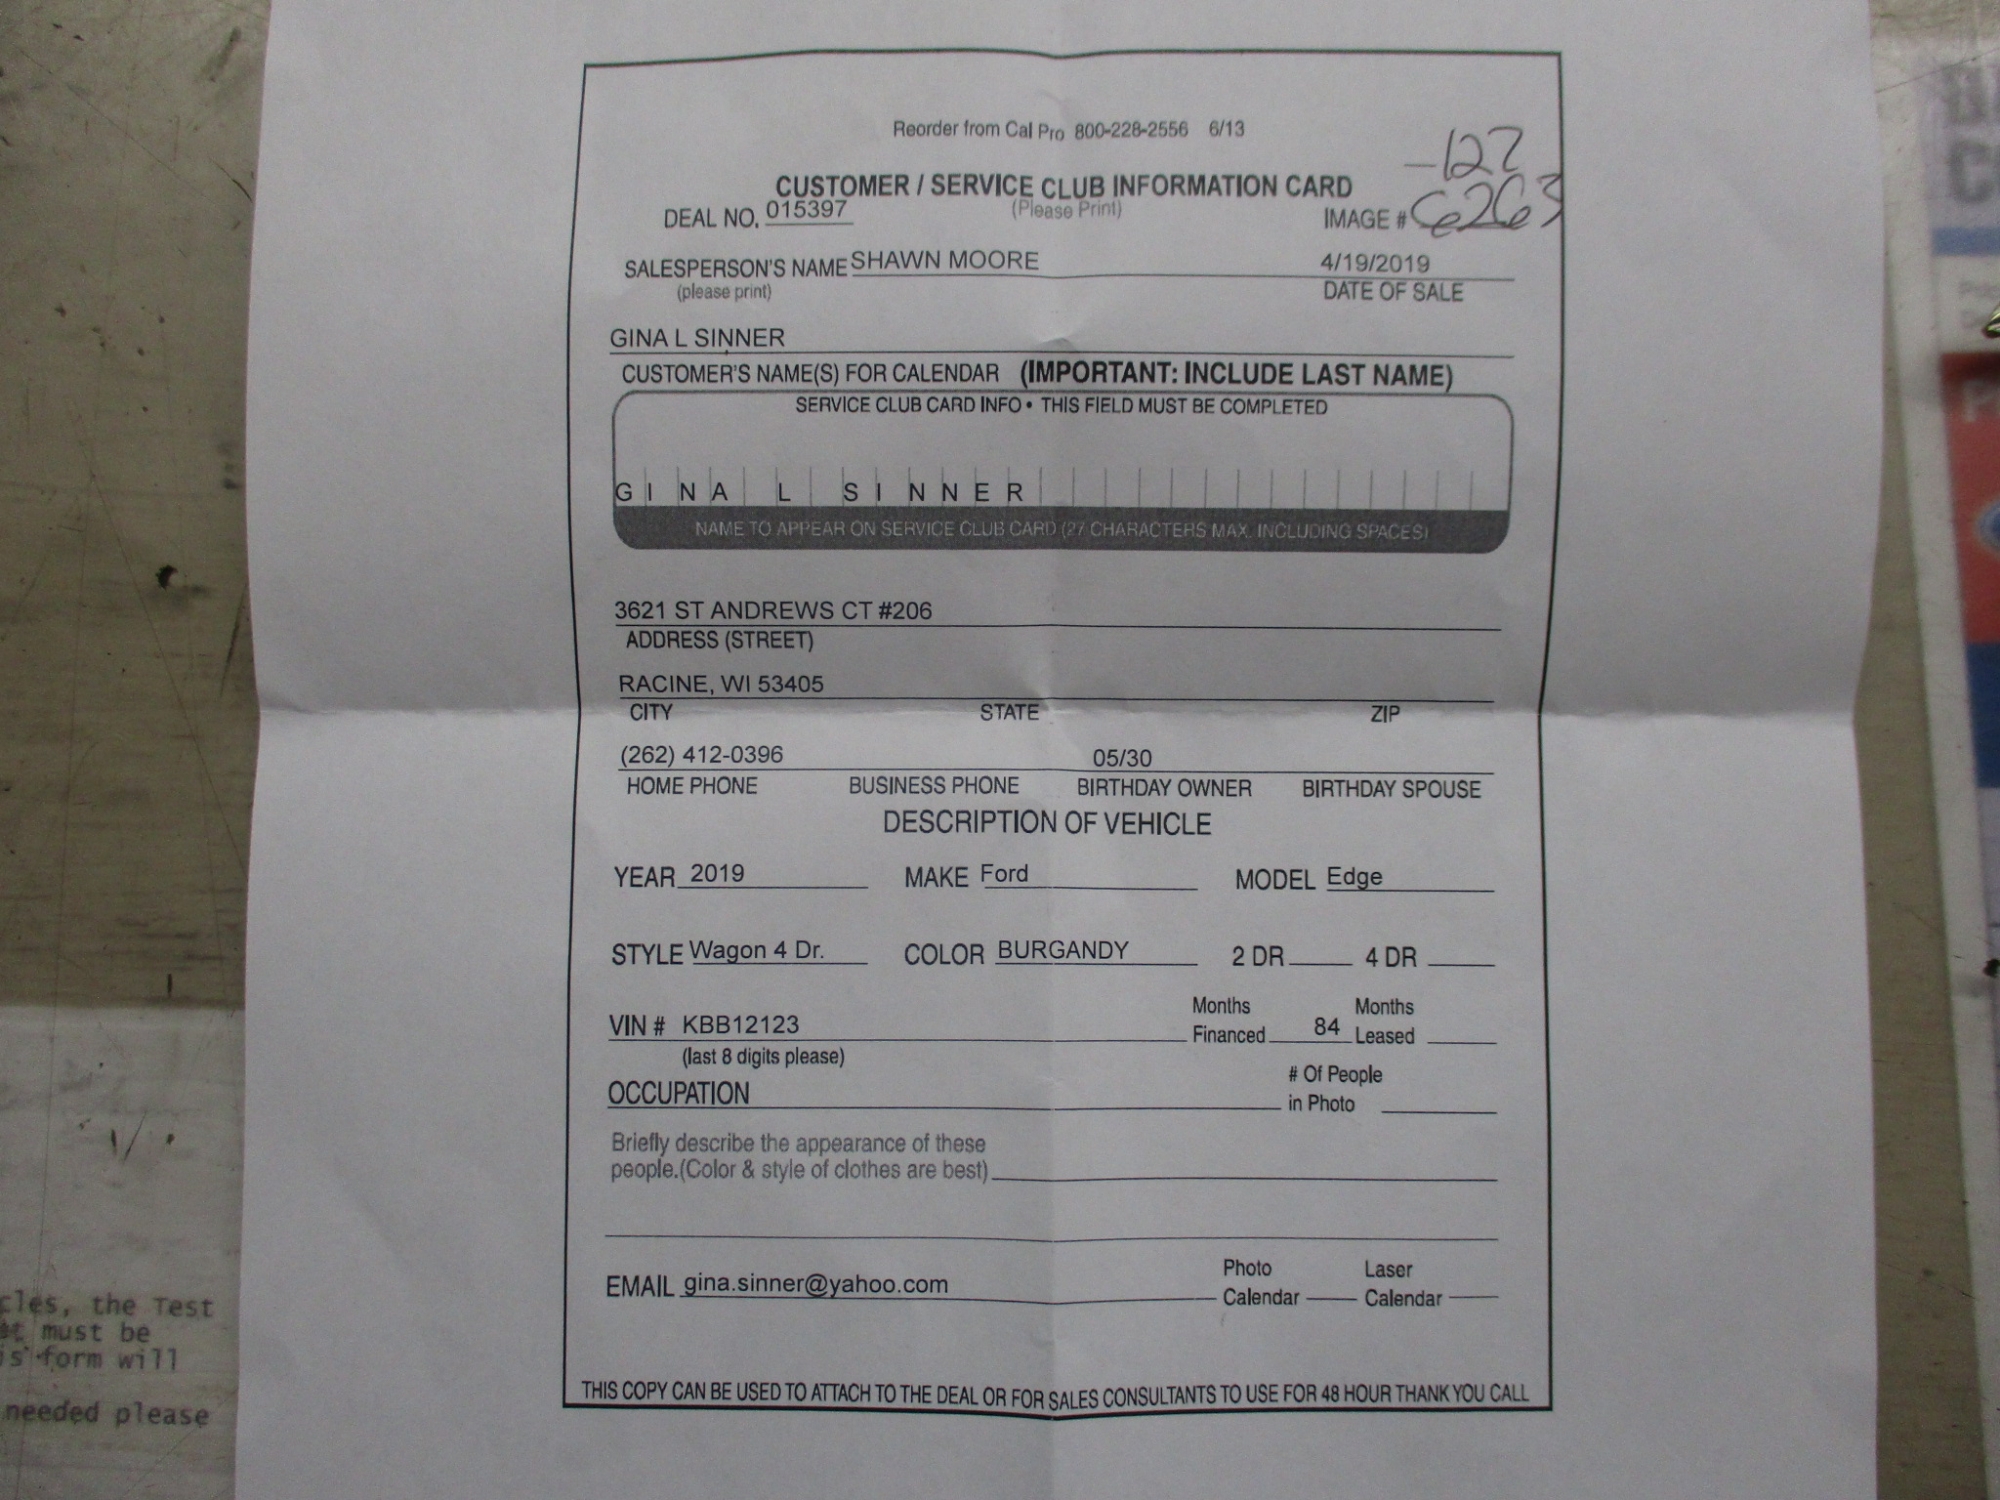 Reorder from Cal Pro 800-228-2556 6/13
-127
CUSTOMER / SERVICE CLUB INFORMATION CARD
(Please Print)
DEAL NO. 015397
IMAGE # 6263
SALESPERSON'S NAME SHAWN MOORE
4/19/2019
(please print)
DATE OF SALE
GINA L SINNER
CUSTOMER'S NAME(S) FOR CALENDAR (IMPORTANT: INCLUDE LAST NAME)
SERVICE CLUB CARD INFO • THIS FIELD MUST BE COMPLETED
GINA L SINNER
NAME TO APPEAR ON SERVICE CLUB CARD (27 CHARACTERS MAX. INCLUDING SPACES)
3621 ST ANDREWS CT #206
ADDRESS (STREET)
RACINE, WI 53405
CITY STATE ZIP
(262) 412-0396 05/30
HOME PHONE BUSINESS PHONE BIRTHDAY OWNER BIRTHDAY SPOUSE
DESCRIPTION OF VEHICLE
YEAR 2019 MAKE Ford MODEL Edge
STYLE Wagon 4 Dr. COLOR BURGANDY 2 DR 4 DR
VIN # KBB12123
(last 8 digits please)
Months Financed 84
Months Leased
OCCUPATION
# Of People
in Photo
Briefly describe the appearance of these
people.(Color & style of clothes are best)
EMAIL gina.sinner@yahoo.com
Photo Calendar
Laser Calendar
THIS COPY CAN BE USED TO ATTACH TO THE DEAL OR FOR SALES CONSULTANTS TO USE FOR 48 HOUR THANK YOU CALL
cles, the Test
must be
form will
needed please